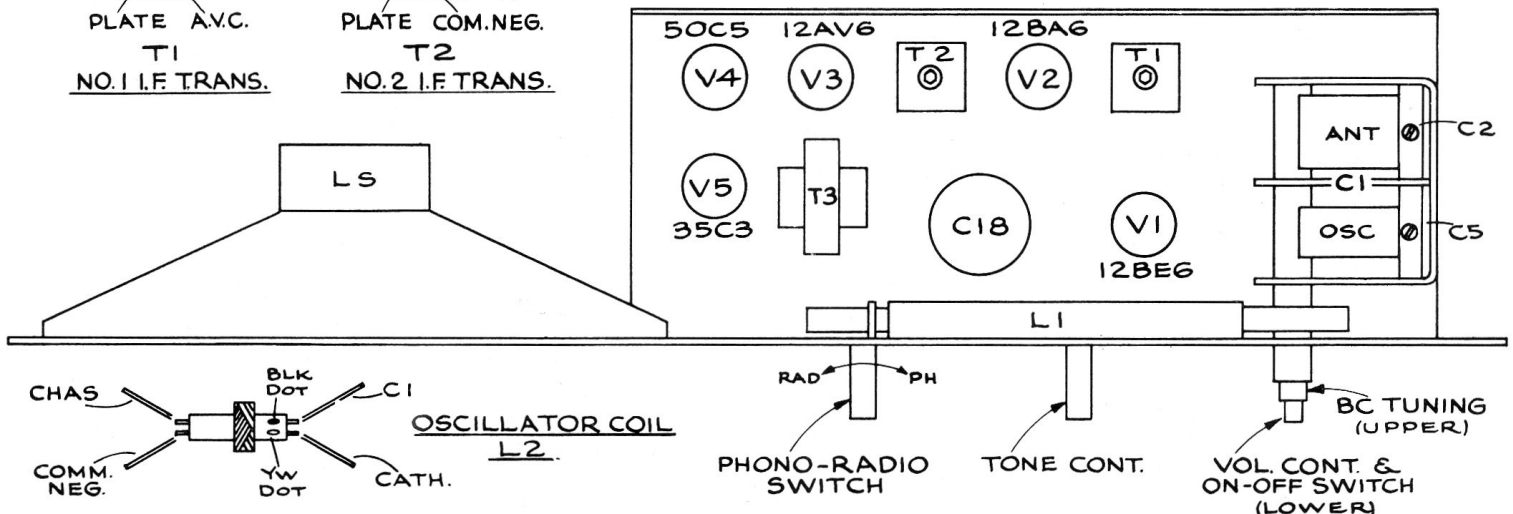 PLATE A.V.C.
T1
NO.1 I.F. TRANS.
PLATE COM.NEG.
T2
NO.2 I.F. TRANS.
50C5
12AV6
12BA6
V4
V3
T2
V2
T1
ANT
C2
LS
V5
T3
C1
35C3
C18
V1
OSC
C5
12BE6
L1
RAD
PH
CHAS
BLK
DOT
C1
OSCILLATOR COIL
L2
COMM.
NEG.
YW
DOT
CATH.
PHONO-RADIO
SWITCH
TONE CONT.
BC TUNING
(UPPER)
VOL. CONT. &
ON-OFF SWITCH
(LOWER)